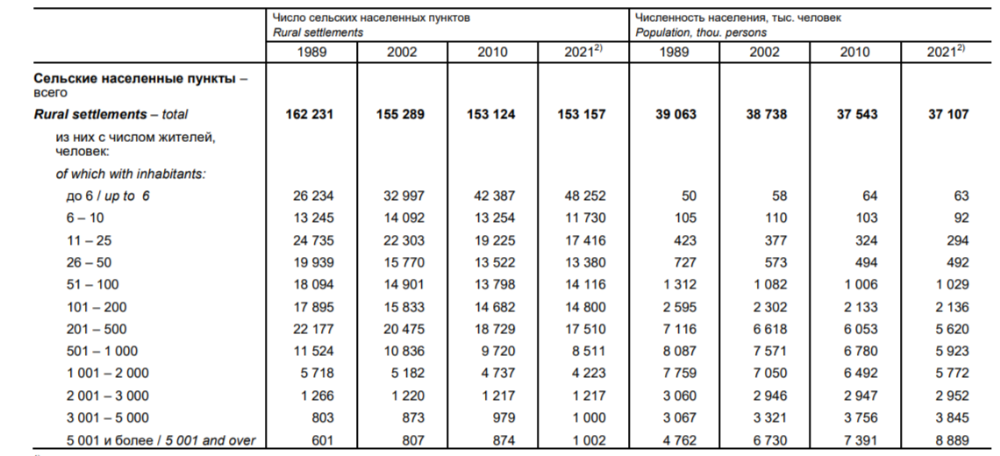 Число сельских населенных пунктов Численность населения, тыс. человек
Rural settlements Population, thou. persons
1989 2002 2010 2021²⁾ 1989 2002 2010 2021²⁾
Сельские населенные пункты –
всего
Rural settlements – total 162 231 155 289 153 124 153 157 39 063 38 738 37 543 37 107
из них с числом жителей,
человек:
of which with inhabitants:
до 6 / up to 6 26 234 32 997 42 387 48 252 50 58 64 63
6 – 10 13 245 14 092 13 254 11 730 105 110 103 92
11 – 25 24 735 22 303 19 225 17 416 423 377 324 294
26 – 50 19 939 15 770 13 522 13 380 727 573 494 492
51 – 100 18 094 14 901 13 798 14 116 1 312 1 082 1 006 1 029
101 – 200 17 895 15 833 14 682 14 800 2 595 2 302 2 133 2 136
201 – 500 22 177 20 475 18 729 17 510 7 116 6 618 6 053 5 620
501 – 1 000 11 524 10 836 9 720 8 511 8 087 7 571 6 780 5 923
1 001 – 2 000 5 718 5 182 4 737 4 223 7 759 7 050 6 492 5 772
2 001 – 3 000 1 266 1 220 1 217 1 217 3 060 2 946 2 947 2 952
3 001 – 5 000 803 873 979 1 000 3 067 3 321 3 756 3 845
5 001 и более / 5 001 and over 601 807 874 1 002 4 762 6 730 7 391 8 889